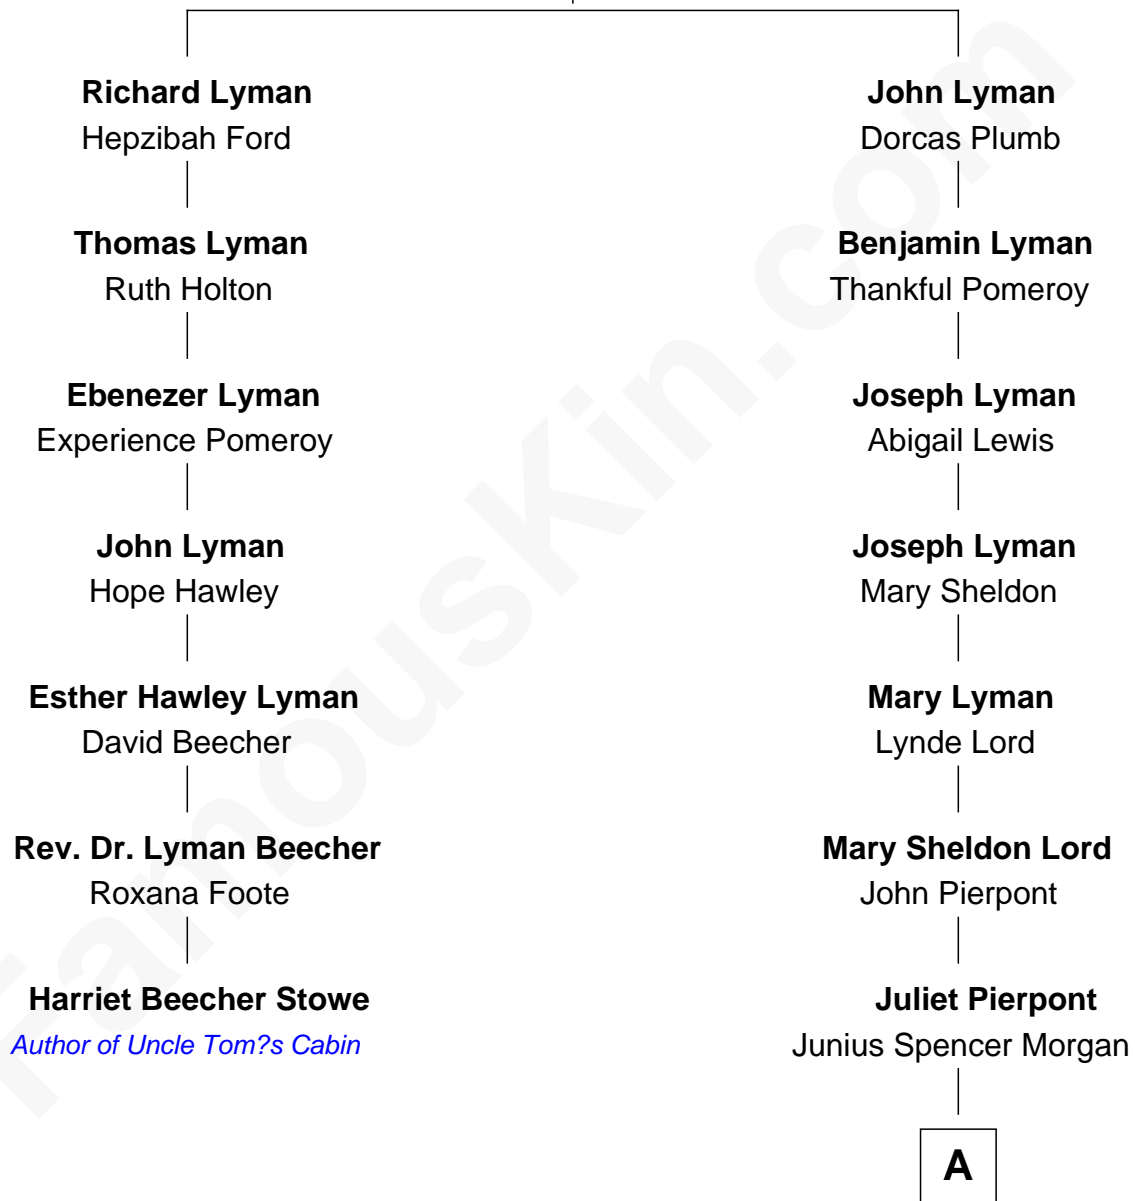 Richard Lyman
Hepzibah Ford
Thomas Lyman
Ruth Holton
Ebenezer Lyman
Experience Pomeroy
John Lyman
Hope Hawley
Esther Hawley Lyman
David Beecher
Rev. Dr. Lyman Beecher
Roxana Foote
Harriet Beecher Stowe
Author of Uncle Tom?s Cabin
John Lyman
Dorcas Plumb
Benjamin Lyman
Thankful Pomeroy
Joseph Lyman
Abigail Lewis
Joseph Lyman
Mary Sheldon
Mary Lyman
Lynde Lord
Mary Sheldon Lord
John Pierpont
Juliet Pierpont
Junius Spencer Morgan
A
FamousKin.com